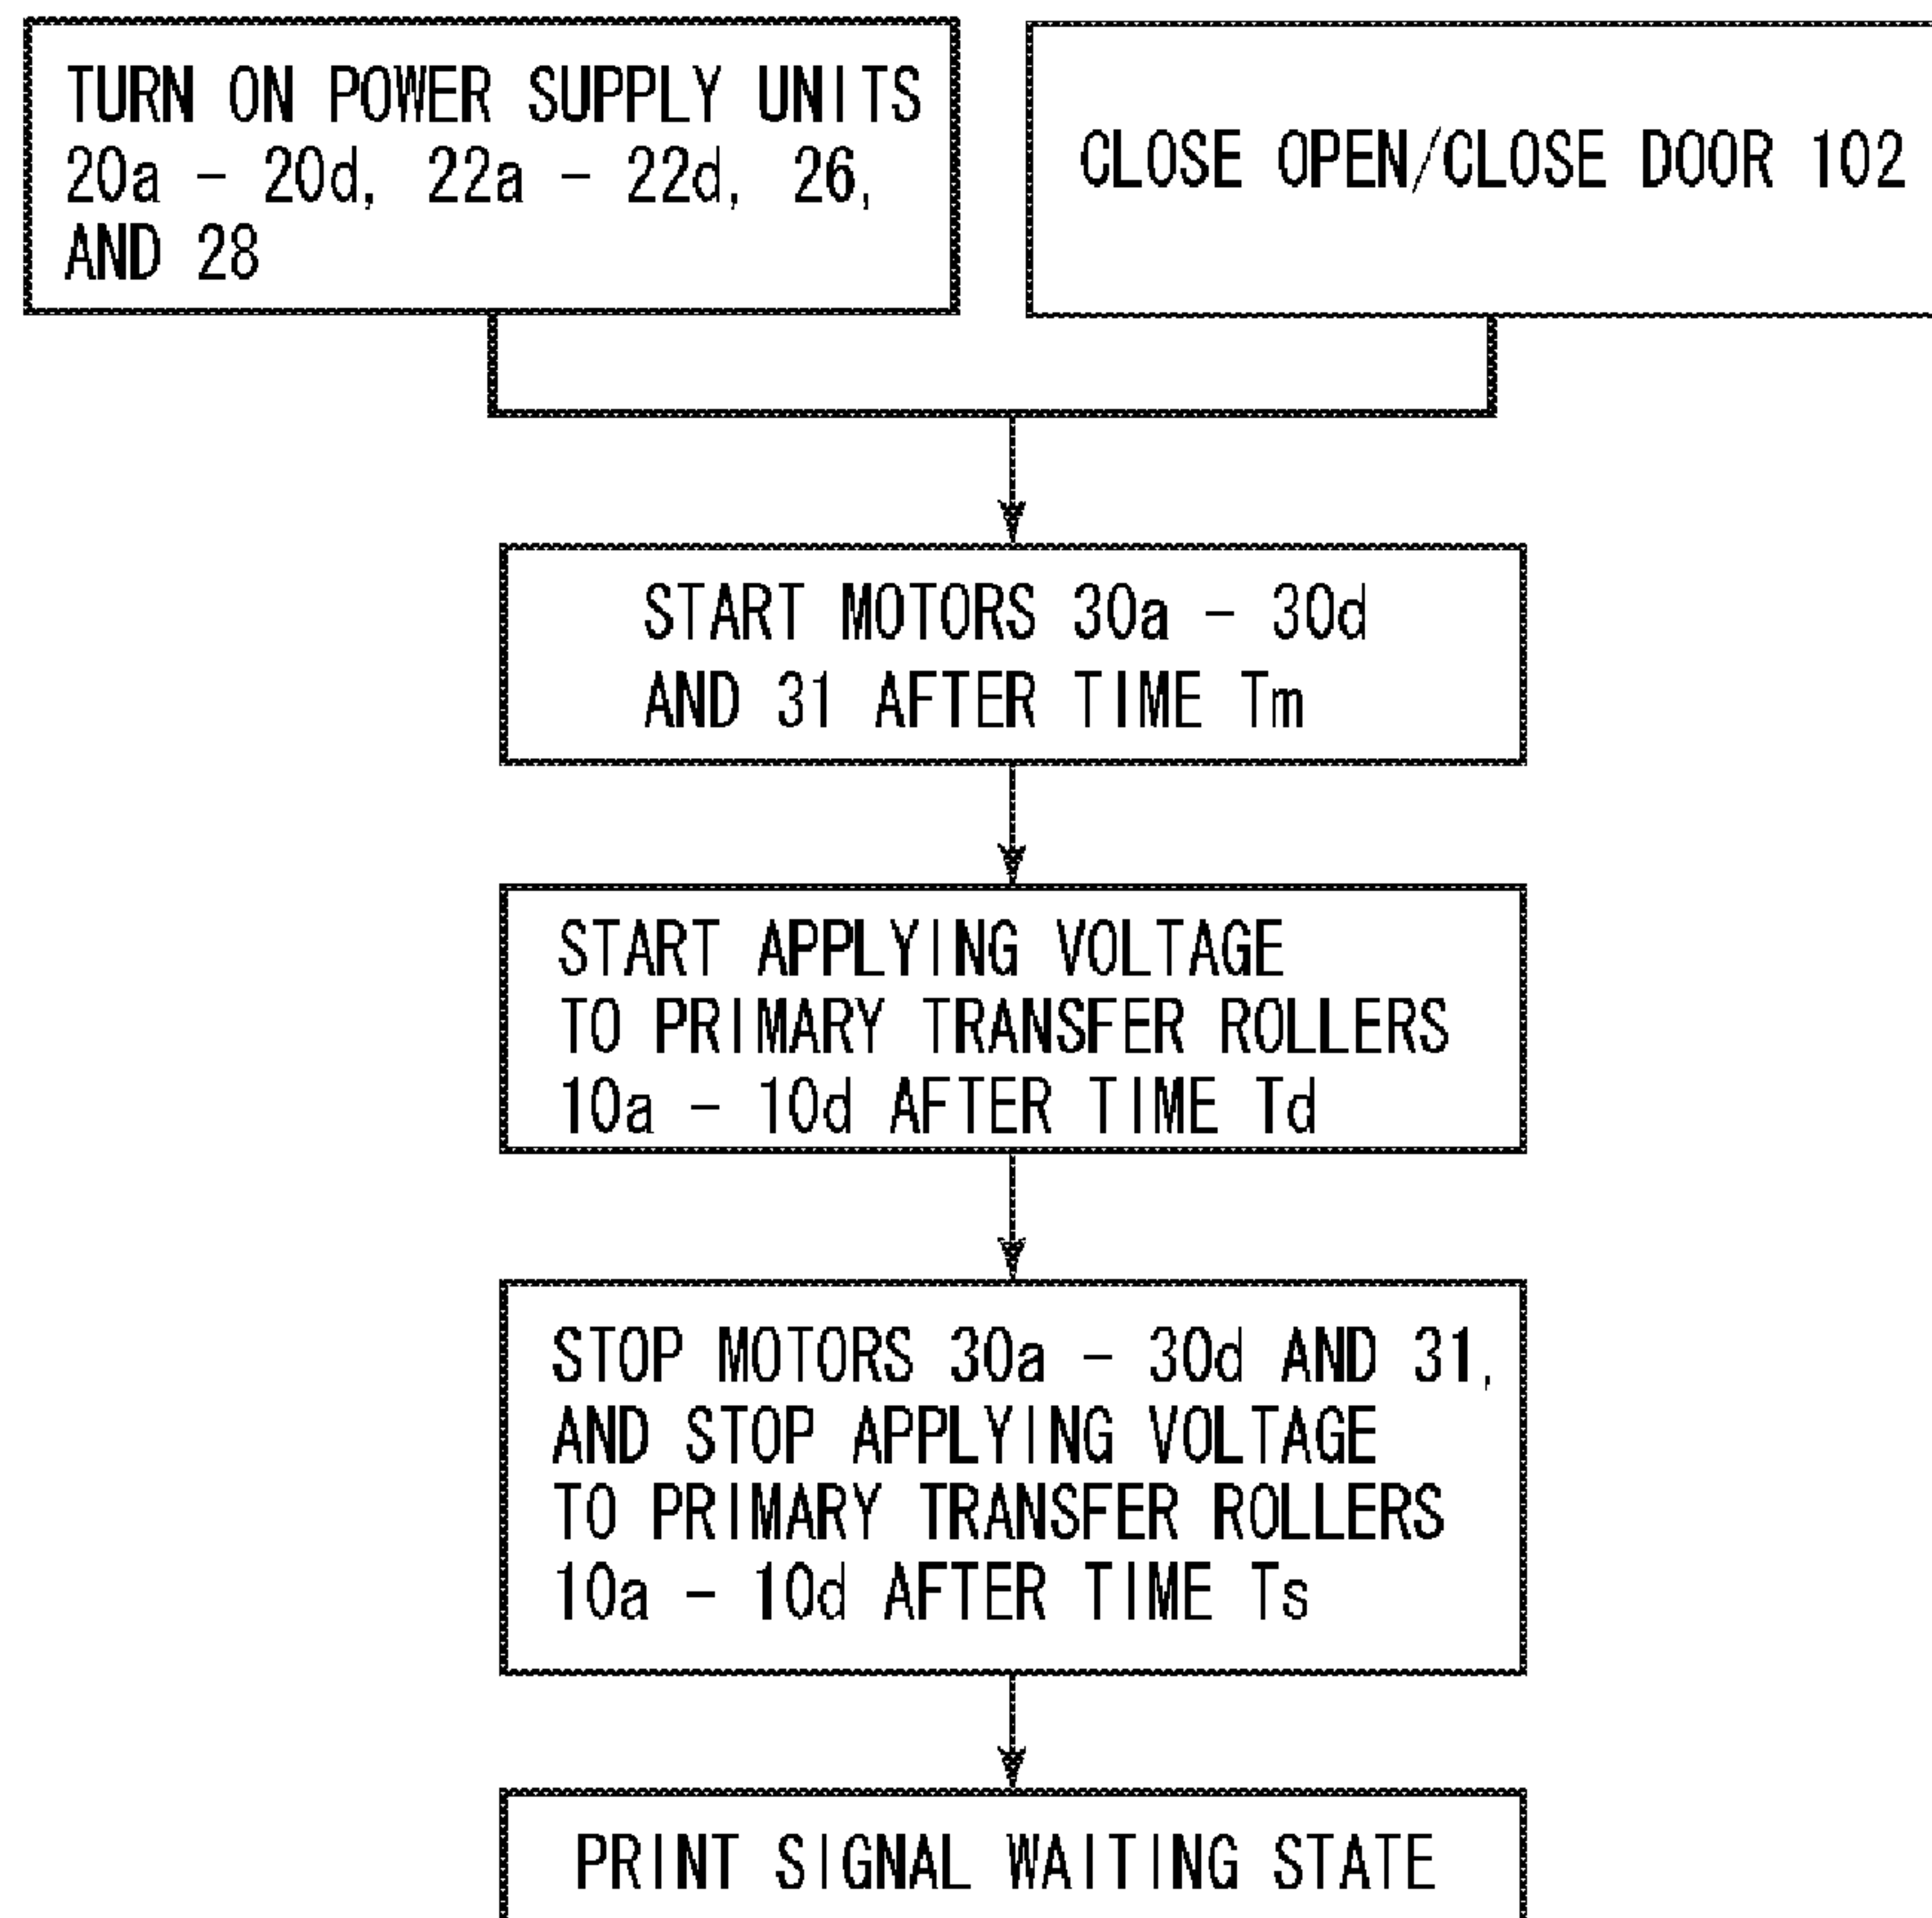 TURN ON POWER SUPPLY UNITS
20a - 20d, 22a - 22d, 26,
AND 28
CLOSE OPEN/CLOSE DOOR 102
START MOTORS 30a - 30d
AND 31 AFTER TIME Tm
START APPLYING VOLTAGE
TO PRIMARY TRANSFER ROLLERS
10a - 10d AFTER TIME Td
STOP MOTORS 30a - 30d AND 31,
AND STOP APPLYING VOLTAGE
TO PRIMARY TRANSFER ROLLERS
10a - 10d AFTER TIME Ts
PRINT SIGNAL WAITING STATE